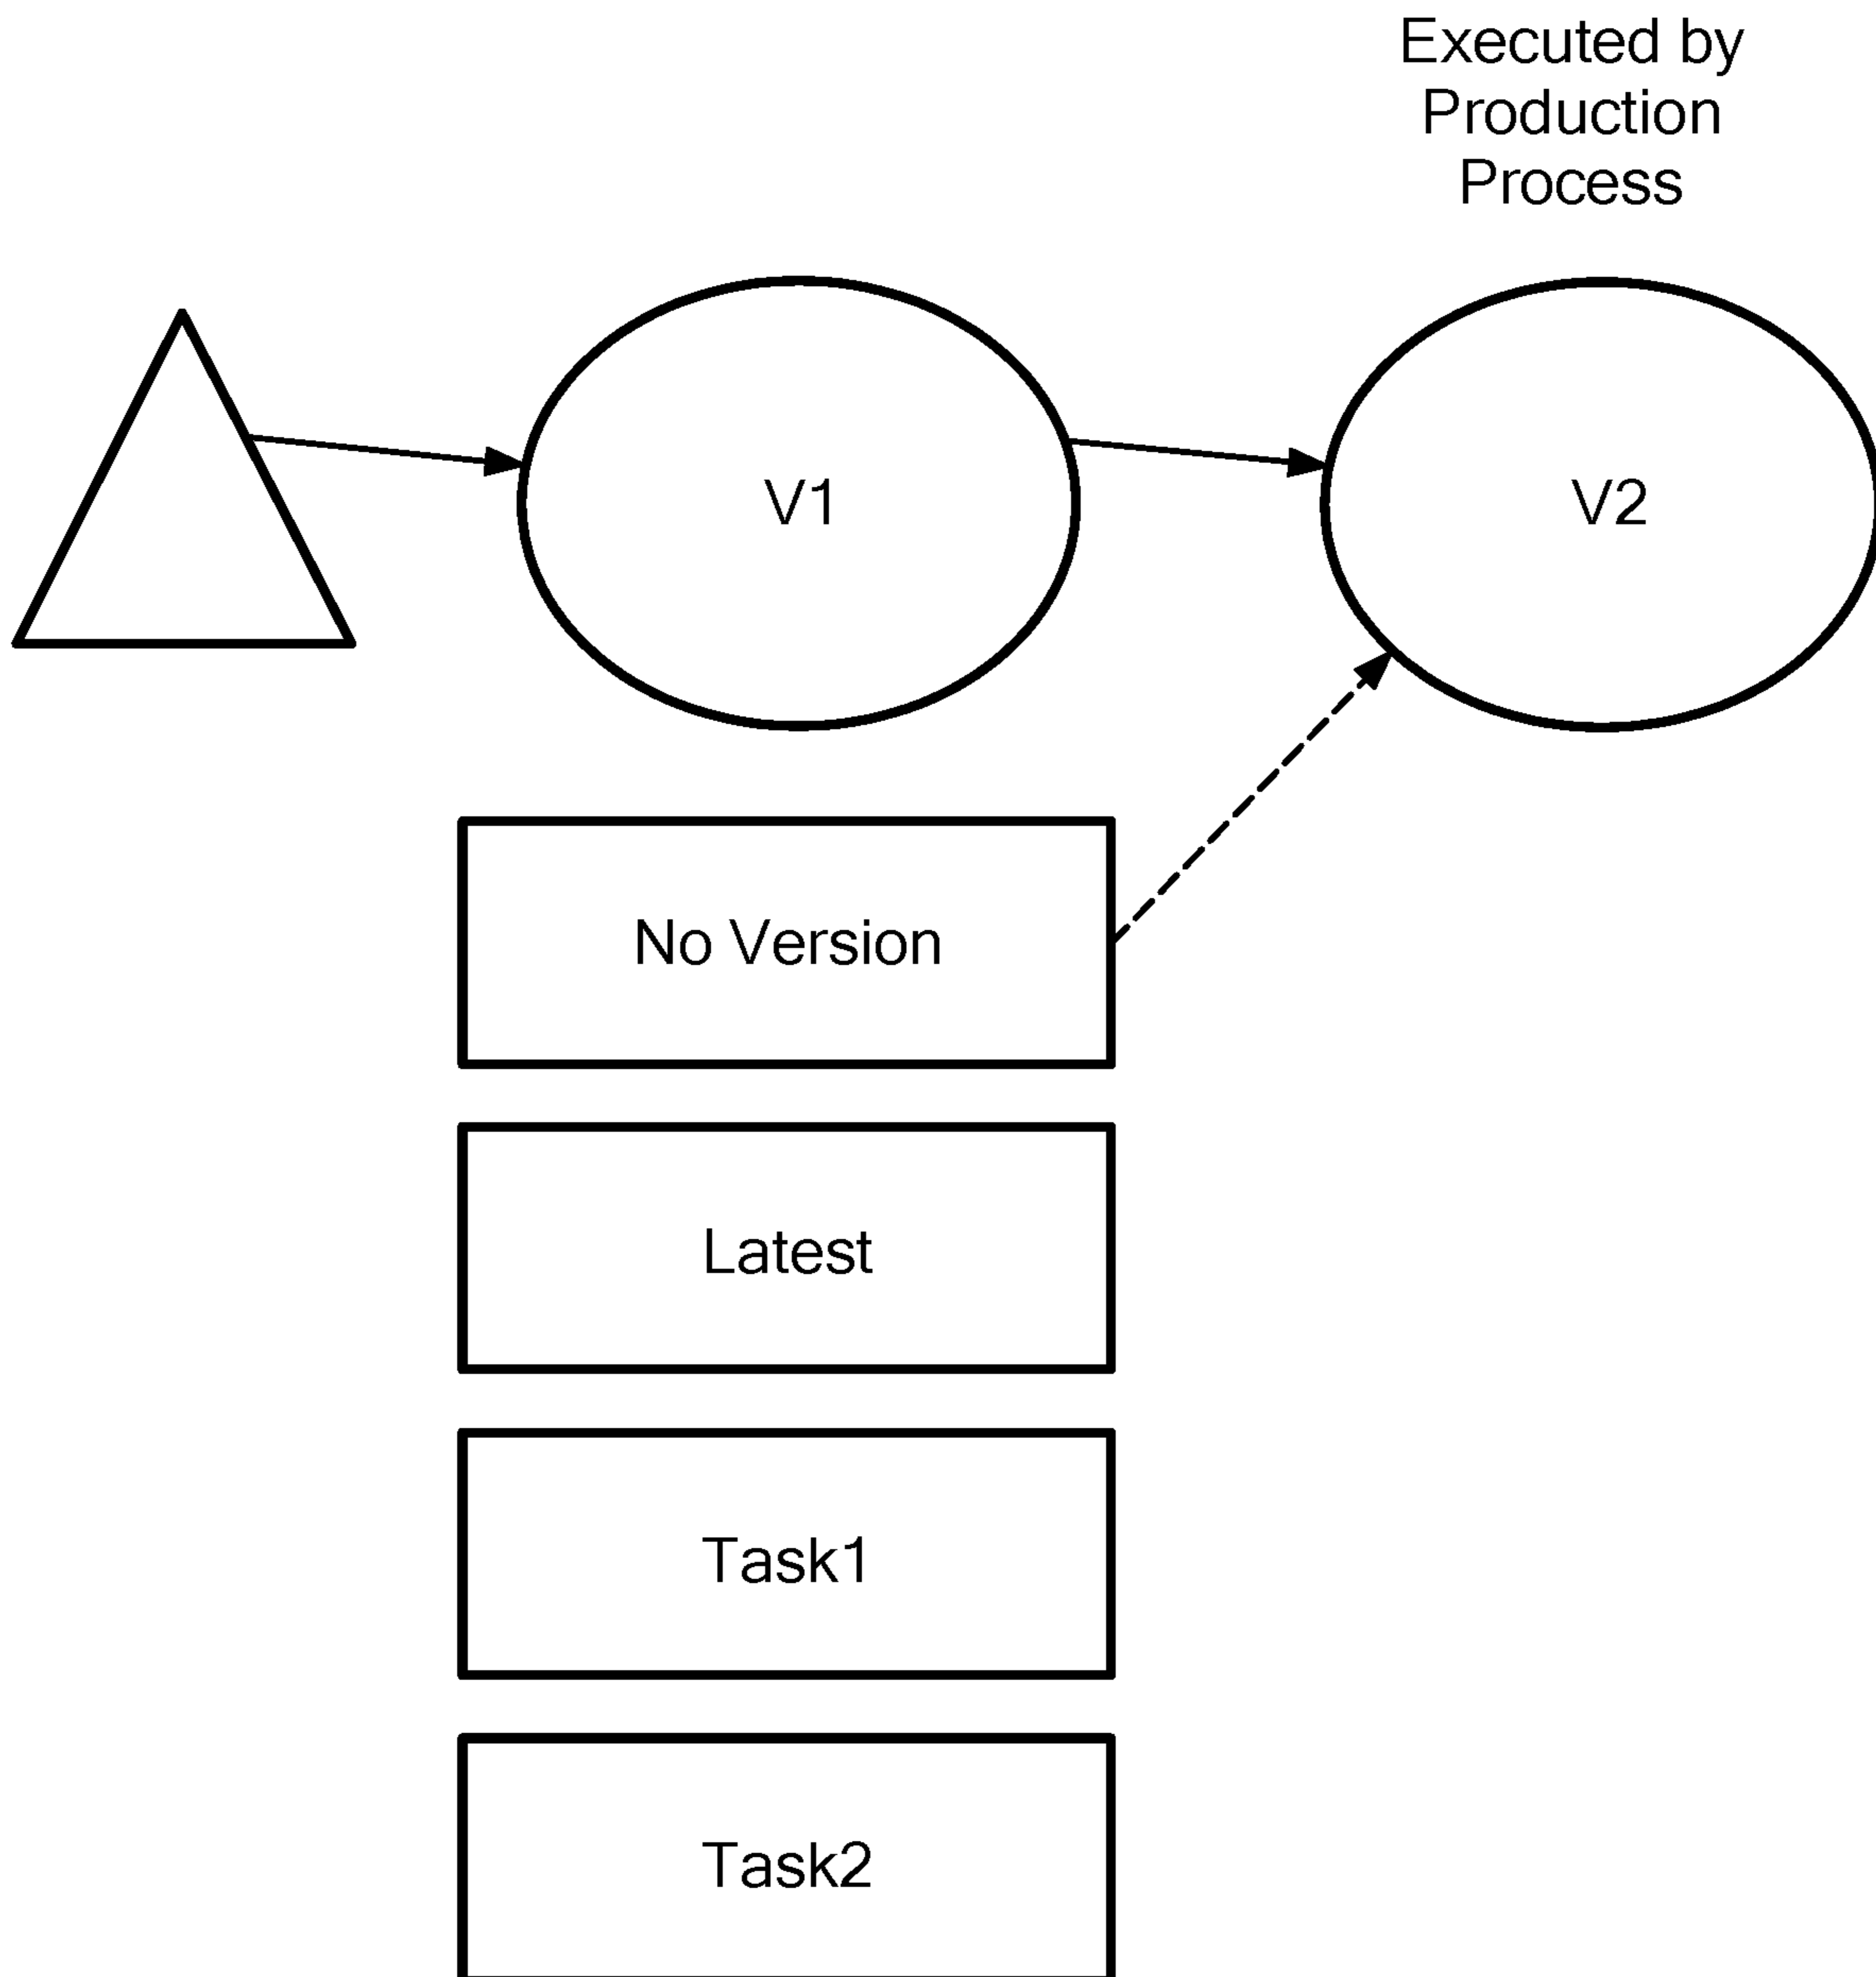 Executed by
Production
Process
V1
V2
No Version
Latest
Task1
Task2